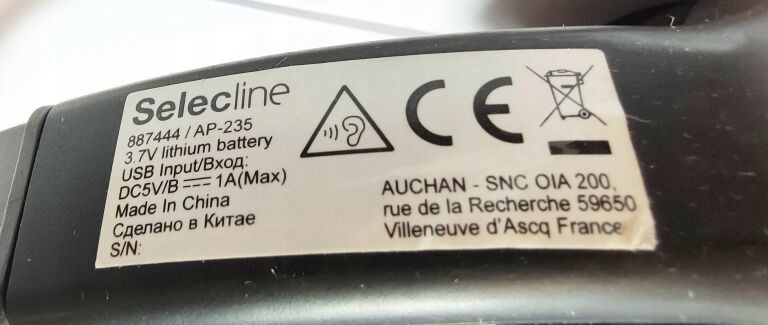 Selecline
887444 / AP-235
3.7V lithium battery
USB Input/Вход:
DC5V/В ⎓ 1A(Max)
Made In China
Сделано в Китае
S/N:
CE
AUCHAN - SNC OIA 200,
rue de la Recherche 59650
Villeneuve d'Ascq France